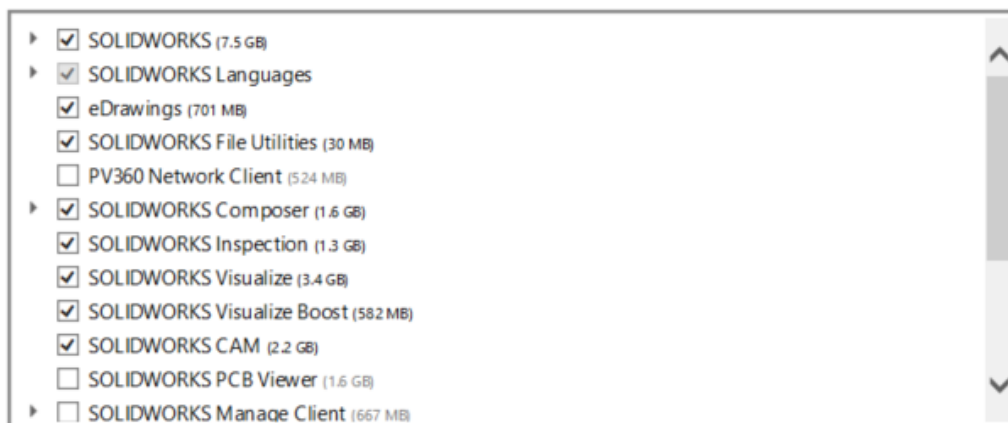 SOLIDWORKS (7.5 GB)
SOLIDWORKS Languages
eDrawings (701 MB)
SOLIDWORKS File Utilities (30 MB)
PV360 Network Client (524 MB)
SOLIDWORKS Composer (1.6 GB)
SOLIDWORKS Inspection (1.3 GB)
SOLIDWORKS Visualize (3.4 GB)
SOLIDWORKS Visualize Boost (582 MB)
SOLIDWORKS CAM (2.2 GB)
SOLIDWORKS PCB Viewer (1.6 GB)
SOLIDWORKS Manage Client (667 MB)